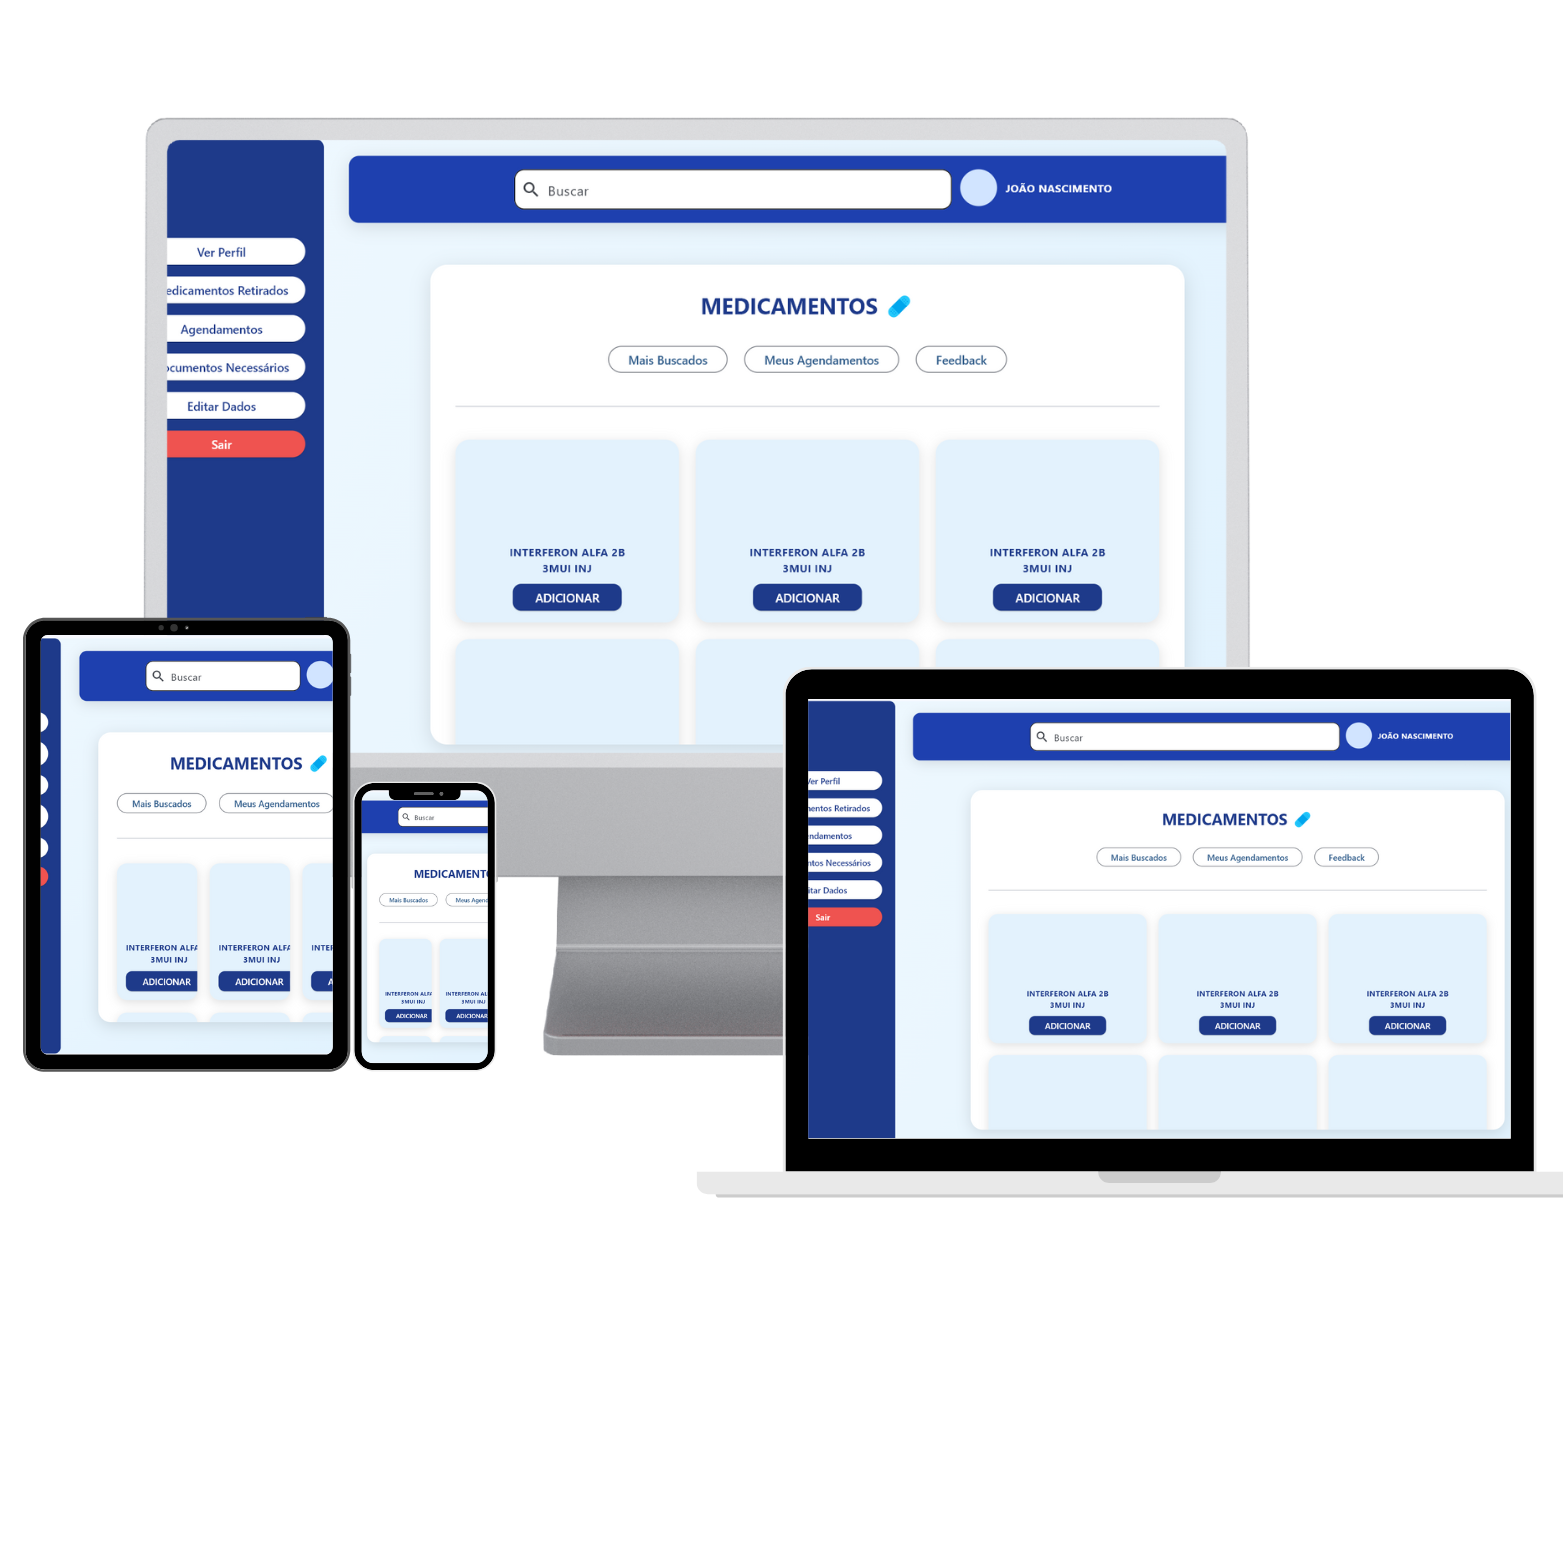 Buscar
JOÃO NASCIMENTO
Ver Perfil
edicamentos Retirados
Agendamentos
ocumentos Necessários
Editar Dados
Sair
MEDICAMENTOS
Mais Buscados
Meus Agendamentos
Feedback
INTERFERON ALFA 2B
3MUI INJ
ADICIONAR
INTERFERON ALFA 2B
3MUI INJ
ADICIONAR
INTERFERON ALFA 2B
3MUI INJ
ADICIONAR
Buscar
MEDICAMENTOS
Mais Buscados
Meus Agendamentos
INTERFERON ALFA
3MUI INJ
ADICIONAR
INTERFERON ALFA
3MUI INJ
ADICIONAR
INTE
A
Buscar
MEDICAMENTO
Mais Buscados
Meus Agen
INTERFERON ALFA
3MUI INJ
ADICIONAR
INTERFERON AL
3MUI INJ
ADICIONAR
Buscar
JOÃO NASCIMENTO
Ver Perfil
mentos Retirados
ndamentos
ntos Necessários
itar Dados
Sair
MEDICAMENTOS
Mais Buscados
Meus Agendamentos
Feedback
INTERFERON ALFA 2B
3MUI INJ
ADICIONAR
INTERFERON ALFA 2B
3MUI INJ
ADICIONAR
INTERFERON ALFA 2B
3MUI INJ
ADICIONAR